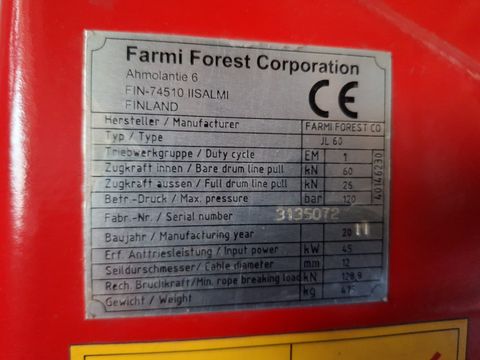 Farmi Forest Corporation
Ahmolantie 6
FIN-74510 IISALMI
FINLAND
CE
Hersteller / Manufacturer FARMI FOREST CO
Typ / Type JL 60
Triebwerkgruppe / Duty cycle EM 1
Zugkraft innen / Bare drum line pull kN 60
Zugkraft aussen / Full drum line pull kN 26
Betr.-Druck / Max. pressure bar 120
Fabr.-Nr. / Serial number 3135072
Baujahr / Manufacturing year 2011
Erf. Anttriesleistung / Input power kW 45
Seildurschmesser / Cable diameter mm 12
Rech. Bruchkraft/Min. rope breaking load kN 128,9
Gewicht / Weight kg 475
40146230